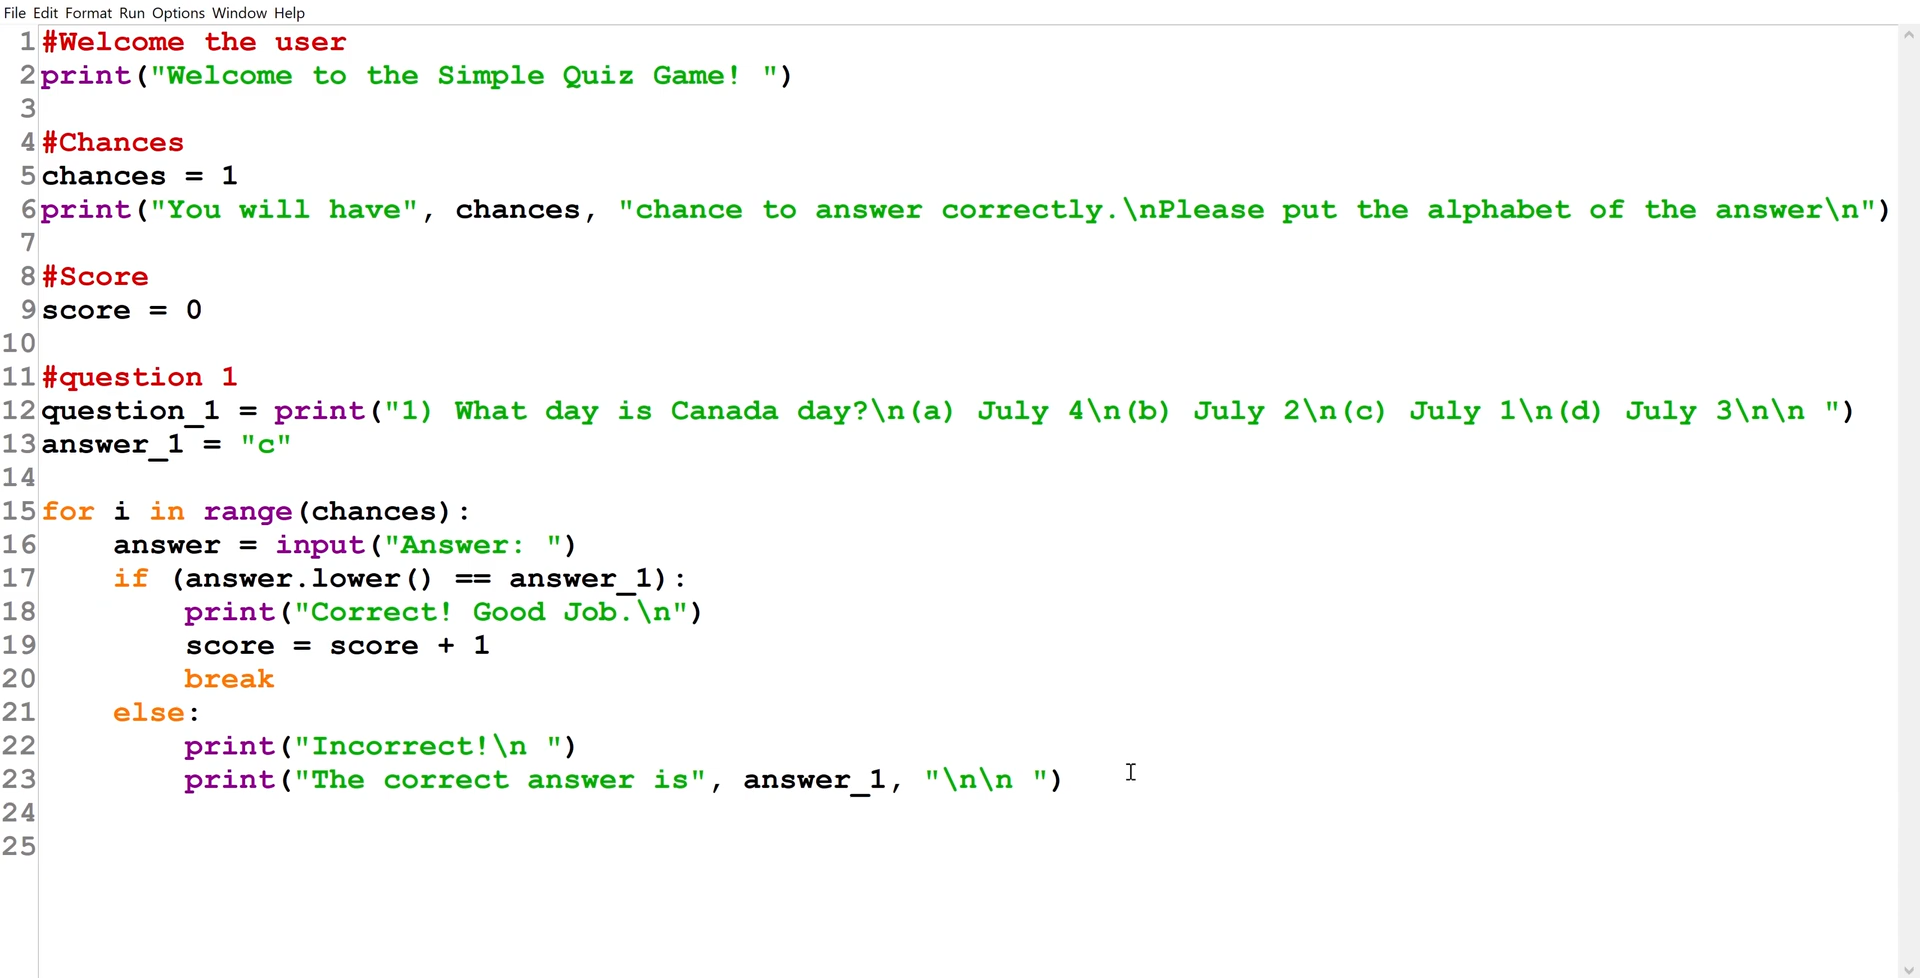 File Edit Format Run Options Window Help
1 #Welcome the user
2 print("Welcome to the Simple Quiz Game! ")
3
4 #Chances
5 chances = 1
6 print("You will have", chances, "chance to answer correctly.\nPlease put the alphabet of the answer\n")
7
8 #Score
9 score = 0
10
11 #question 1
12 question_1 = print("1) What day is Canada day?\n(a) July 4\n(b) July 2\n(c) July 1\n(d) July 3\n\n ")
13 answer_1 = "c"
14
15 for i in range(chances):
16     answer = input("Answer: ")
17     if (answer.lower() == answer_1):
18         print("Correct! Good Job.\n")
19         score = score + 1
20         break
21     else:
22         print("Incorrect!\n ")
23         print("The correct answer is", answer_1, "\n\n ")
24
25